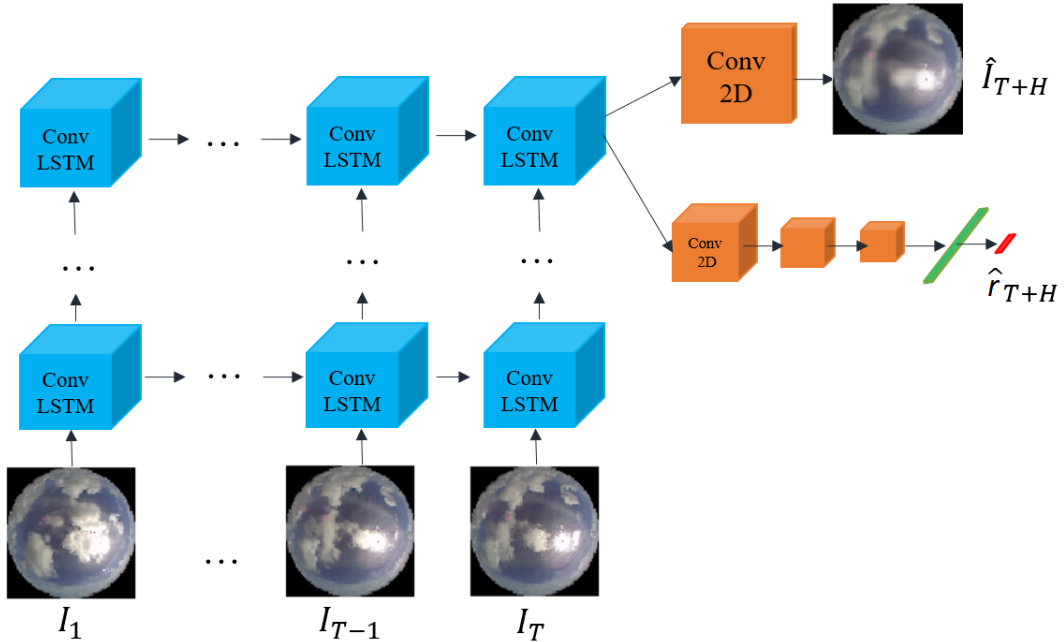 Conv
LSTM
...
Conv
LSTM
Conv
LSTM
Conv
2D
Î_{T+H}
Conv
2D
r̂_{T+H}
...
...
...
Conv
LSTM
...
Conv
LSTM
Conv
LSTM
...
I_1
I_{T−1}
I_T